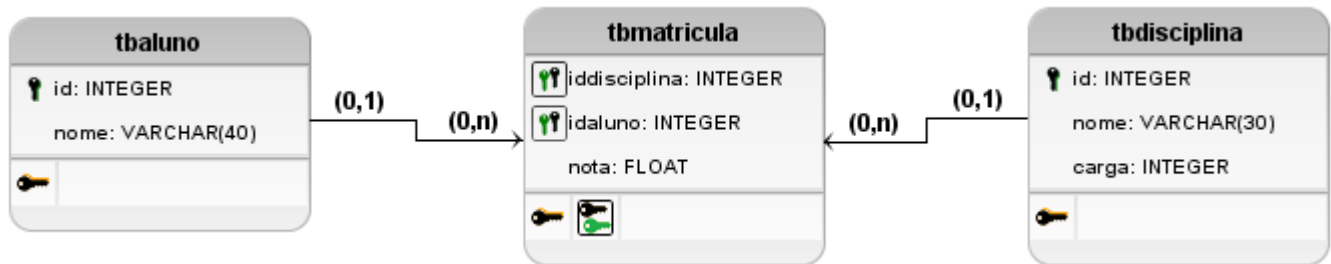 tbaluno
id: INTEGER
nome: VARCHAR(40)
(0,1)
(0,n)
tbmatricula
iddisciplina: INTEGER
idaluno: INTEGER
nota: FLOAT
(0,n)
(0,1)
tbdisciplina
id: INTEGER
nome: VARCHAR(30)
carga: INTEGER